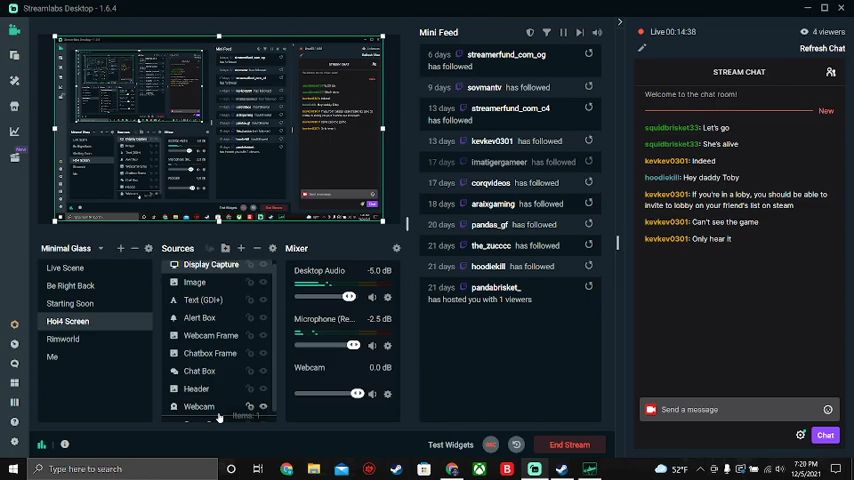 Streamlabs Desktop - 1.6.4
Live 00:14:38
4 viewers
Mini Feed
Refresh Chat
6 days streamerfund_com_og
has followed
9 days sovmantv has followed
13 days streamerfund_com_c4
has followed
13 days kevkev0301 has followed
17 days imatigergameer has followed
17 days corqvideos has followed
18 days araixgaming has followed
20 days pandas_gf has followed
21 days the_tucccc has followed
21 days hoodiekill has followed
21 days pandabrisket_
has hosted you with 1 viewers
STREAM CHAT
Welcome to the chat room!
New
squidbrisket33: Let's go
squidbrisket33: She's alive
kevkev0301: Indeed
hoodiekill: Hey daddy Toby
kevkev0301: If you're in a loby, you should be able to
invite to lobby on your friend's list on steam
kevkev0301: Can't see the game
kevkev0301: Only hear it
Send a message
Chat
New
Minimal Glass
Live Scene
Be Right Back
Starting Soon
Hoi4 Screen
Rimworld
Me
Sources
Display Capture
Image
Text (GDI+)
Alert Box
Webcam Frame
Chatbox Frame
Chat Box
Header
Webcam
Items: 1
Mixer
Desktop Audio -5.0 dB
Microphone (Re... -2.5 dB
Webcam 0.0 dB
Test Widgets
REC
End Stream
Type here to search
52°F
7:20 PM
12/5/2021